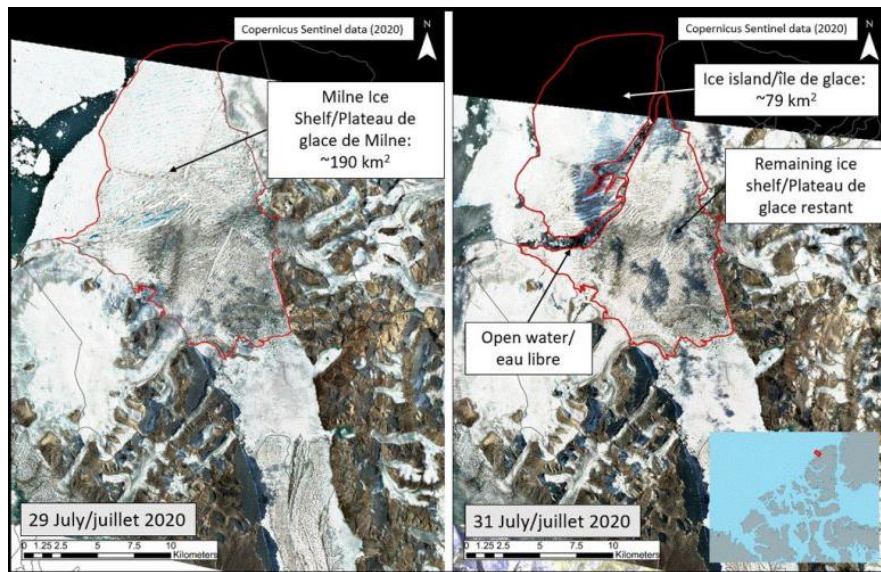 Copernicus Sentinel data (2020)
N
Milne Ice
Shelf/Plateau de
glace de Milne:
~190 km²
29 July/juillet 2020
0 1.25 2.5 5 7.5 10
Kilometers
Copernicus Sentinel data (2020)
N
Ice island/île de glace:
~79 km²
Remaining ice
shelf/Plateau de
glace restant
Open water/
eau libre
31 July/juillet 2020
0 1.25 2.5 5 7.5 10
Kilometers